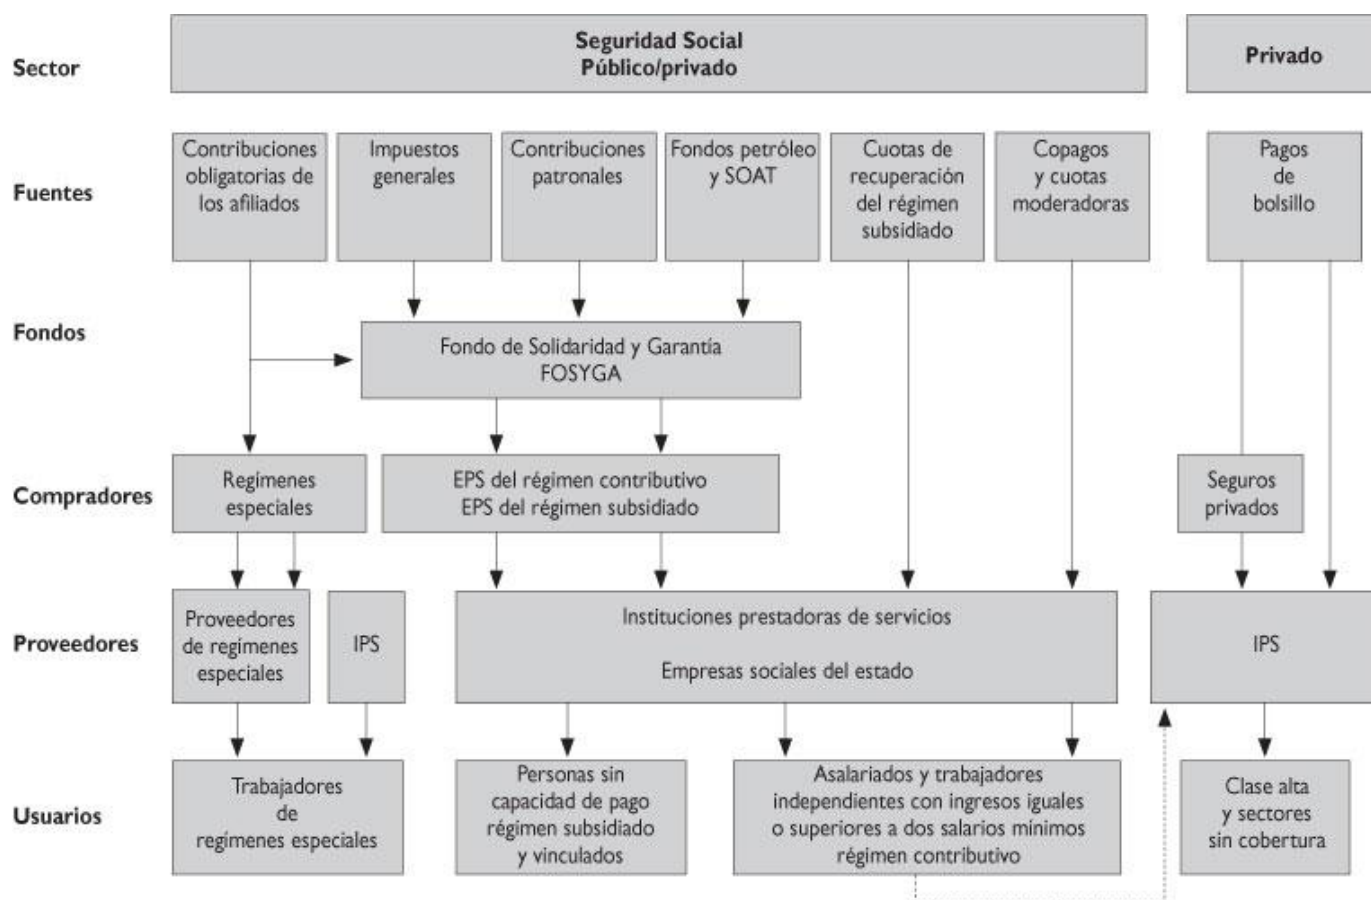 Sector
Seguridad Social
Público/privado
Privado
Fuentes
Contribuciones
obligatorias de
los afiliados
Impuestos
generales
Contribuciones
patronales
Fondos petróleo
y SOAT
Cuotas de
recuperación
del régimen
subsidiado
Copagos
y cuotas
moderadoras
Pagos
de
bolsillo
Fondos
Fondo de Solidaridad y Garantía
FOSYGA
Compradores
Regímenes
especiales
EPS del régimen contributivo
EPS del régimen subsidiado
Seguros
privados
Proveedores
Proveedores
de regímenes
especiales
IPS
Instituciones prestadoras de servicios
Empresas sociales del estado
IPS
Usuarios
Trabajadores
de
regímenes especiales
Personas sin
capacidad de pago
régimen subsidiado
y vinculados
Asalariados y trabajadores
independientes con ingresos iguales
o superiores a dos salarios mínimos
régimen contributivo
Clase alta
y sectores
sin cobertura